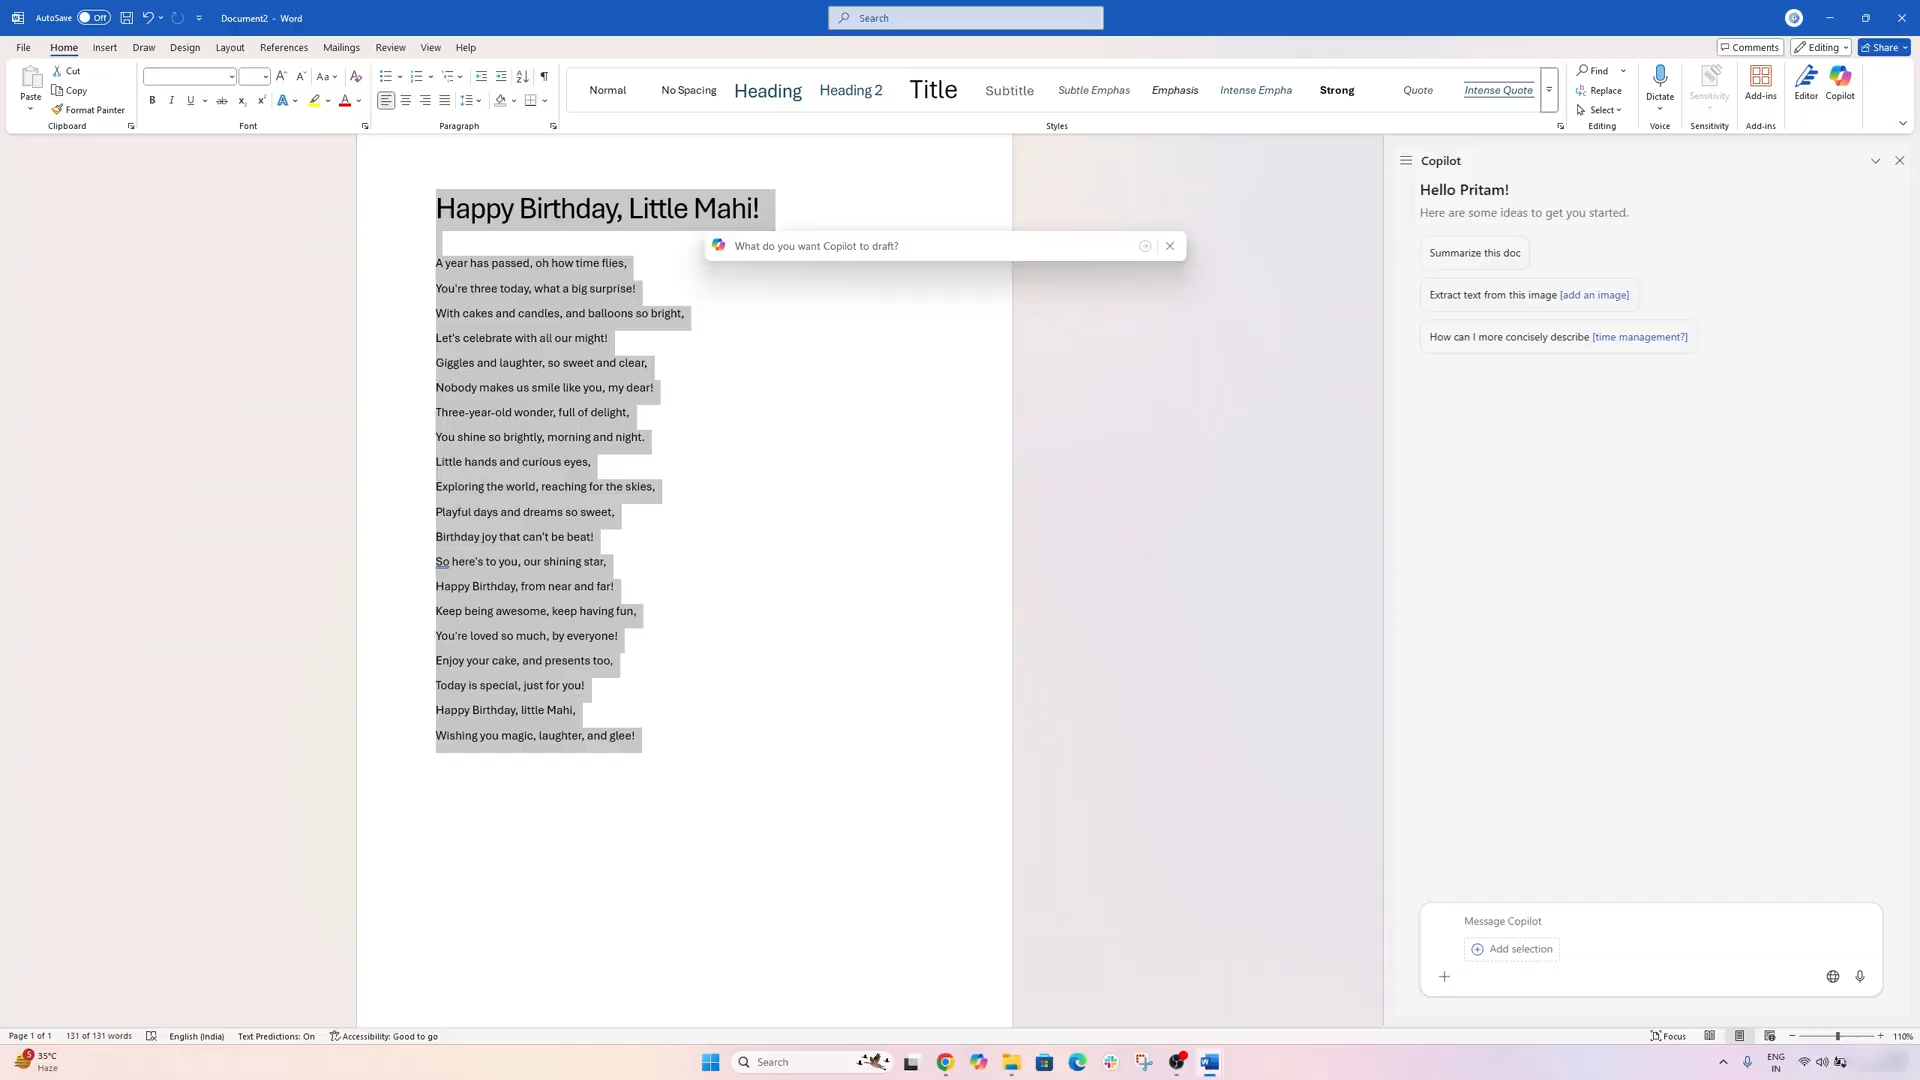 AutoSave Off Document2 - Word Search
File Home Insert Draw Design Layout References Mailings Review View Help Comments Editing Share
Paste Cut Copy Format Painter Clipboard
Aa B I U ab x x A A Font
Paragraph
Normal No Spacing Heading Heading 2 Title Subtitle Subtle Emphas Emphasis Intense Empha Strong Quote Intense Quote Styles
Find Replace Select Editing
Dictate Voice Sensitivity Sensitivity Add-ins Add-ins Editor Copilot
Happy Birthday, Little Mahi!
What do you want Copilot to draft?
A year has passed, oh how time flies,
You're three today, what a big surprise!
With cakes and candles, and balloons so bright,
Let's celebrate with all our might!
Giggles and laughter, so sweet and clear,
Nobody makes us smile like you, my dear!
Three-year-old wonder, full of delight,
You shine so brightly, morning and night.
Little hands and curious eyes,
Exploring the world, reaching for the skies,
Playful days and dreams so sweet,
Birthday joy that can't be beat!
So here's to you, our shining star,
Happy Birthday, from near and far!
Keep being awesome, keep having fun,
You're loved so much, by everyone!
Enjoy your cake, and presents too,
Today is special, just for you!
Happy Birthday, little Mahi,
Wishing you magic, laughter, and glee!
Copilot
Hello Pritam!
Here are some ideas to get you started.
Summarize this doc
Extract text from this image [add an image]
How can I more concisely describe [time management?]
Message Copilot
Add selection
Page 1 of 1 131 of 131 words English (India) Text Predictions: On Accessibility: Good to go Focus 110%
5 35°C
Haze
Search
ENG
IN